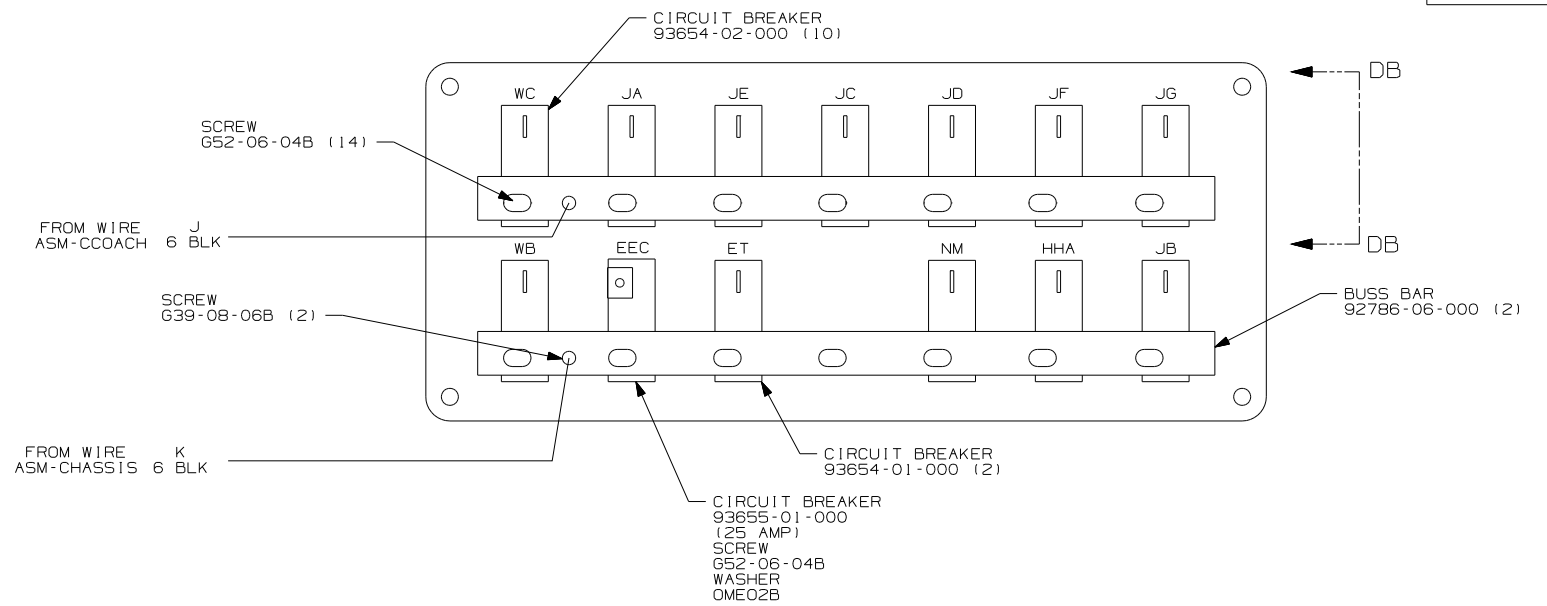 CIRCUIT BREAKER
93654-02-000 (10)
DB
WC JA JE JC JD JF JG
SCREW
G52-06-04B (14)
FROM WIRE J
ASM-CCOACH 6 BLK
DB
WB EEC ET NM HHA JB
SCREW
G39-08-06B (2)
BUSS BAR
92786-06-000 (2)
FROM WIRE K
ASM-CHASSIS 6 BLK
CIRCUIT BREAKER
93654-01-000 (2)
CIRCUIT BREAKER
93655-01-000
(25 AMP)
SCREW
G52-06-04B
WASHER
OME02B